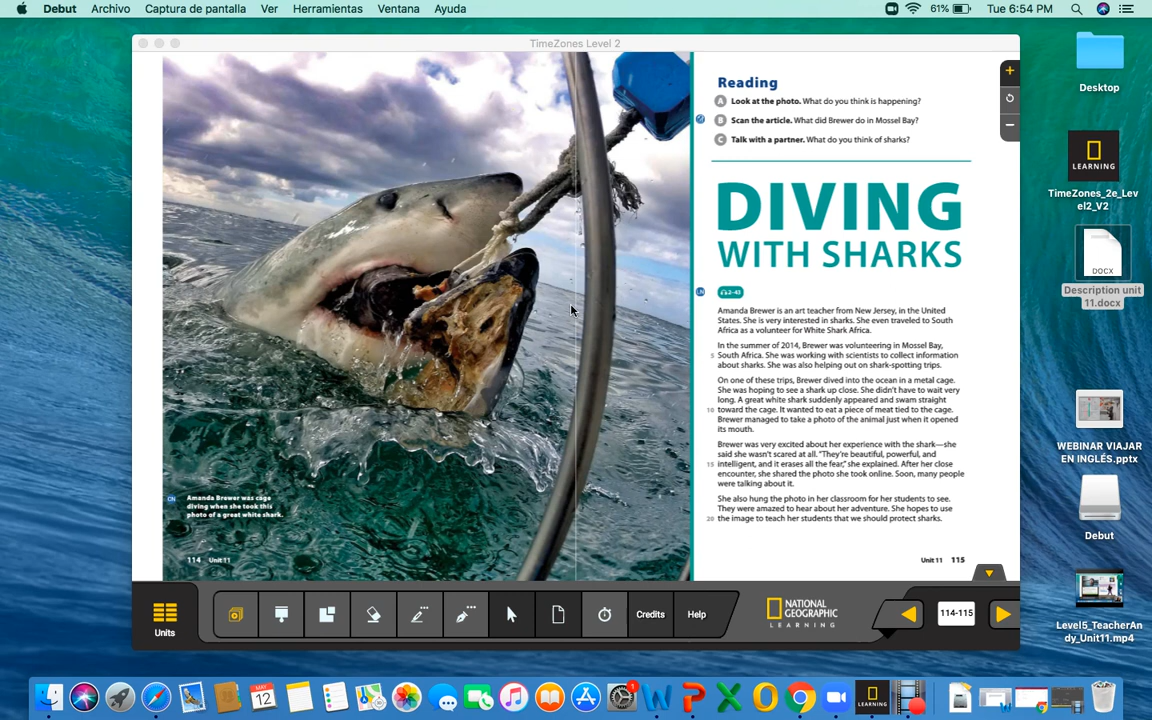 Debut Archivo Captura de pantalla Ver Herramientas Ventana Ayuda
61% Tue 6:54 PM
TimeZones Level 2
Reading
A Look at the photo. What do you think is happening?
B Scan the article. What did Brewer do in Mossel Bay?
C Talk with a partner. What do you think of sharks?
DIVING
WITH SHARKS
2-43
Amanda Brewer is an art teacher from New Jersey, in the United
States. She is very interested in sharks. She even traveled to South
Africa as a volunteer for White Shark Africa.
In the summer of 2014, Brewer was volunteering in Mossel Bay,
5 South Africa. She was working with scientists to collect information
about sharks. She was also helping out on shark-spotting trips.
On one of these trips, Brewer dived into the ocean in a metal cage.
She was hoping to see a shark up close. She didn't have to wait very
long. A great white shark suddenly appeared and swam straight
10 toward the cage. It wanted to eat a piece of meat tied to the cage.
Brewer managed to take a photo of the animal just when it opened
its mouth.
Brewer was very excited about her experience with the shark—she
said she wasn't scared at all. "They're beautiful, powerful, and
15 intelligent, and it erases all the fear," she explained. After her close
encounter, she shared the photo she took online. Soon, many people
were talking about it.
She also hung the photo in her classroom for her students to see.
They were amazed to hear about her adventure. She hopes to use
20 the image to teach her students that we should protect sharks.
CN Amanda Brewer was cage
diving when she took this
photo of a great white shark.
114 Unit 11
Unit 11 115
Units
Credits
Help
NATIONAL
GEOGRAPHIC
LEARNING
114-115
Desktop
LEARNING
TimeZones_2e_Lev
el2_V2
DOCX
Description unit
11.docx
WEBINAR VIAJAR
EN INGLÉS.pptx
Debut
Level5_TeacherAn
dy_Unit11.mp4
MAY
12
1
LEARNING